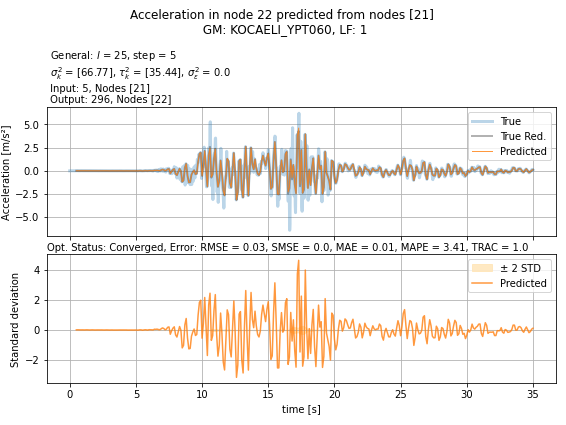 Acceleration in node 22 predicted from nodes [21]
GM: KOCAELI_YPT060, LF: 1
General: l = 25, step = 5
σ²ₖ = [66.77], τ²ₖ = [35.44], σ²ε = 0.0
Input: 5, Nodes [21]
Output: 296, Nodes [22]
Acceleration [m/s²]
5.0
2.5
0.0
−2.5
−5.0
True
True Red.
Predicted
Opt. Status: Converged, Error: RMSE = 0.03, SMSE = 0.0, MAE = 0.01, MAPE = 3.41, TRAC = 1.0
Standard deviation
4
2
0
−2
± 2 STD
Predicted
0 5 10 15 20 25 30 35
time [s]